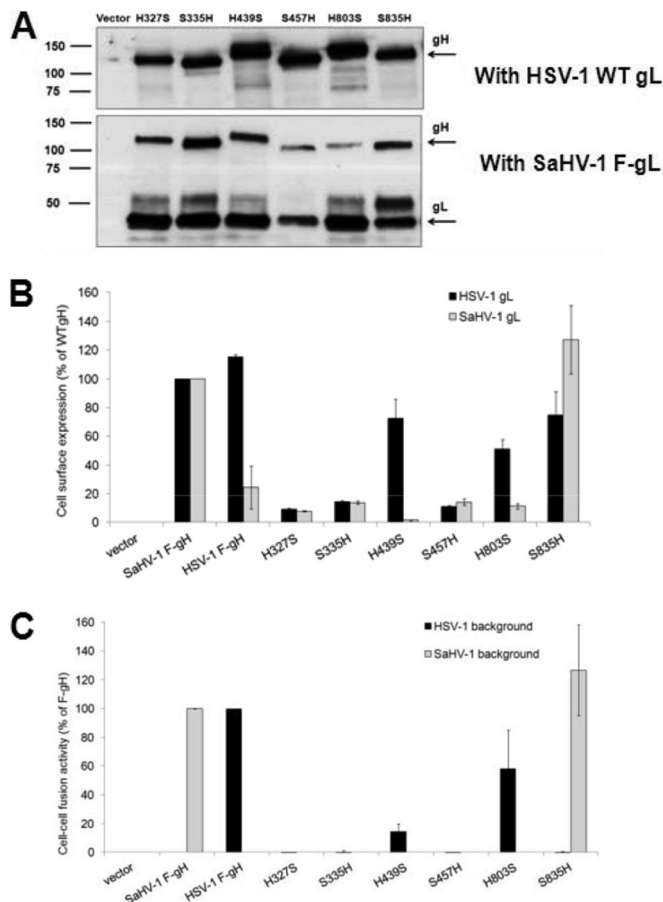 A
Vector H327S S335H H439S S457H H803S S835H
150
100
75
gH
With HSV-1 WT gL
150
100
75
50
gH
With SaHV-1 F-gL
gL
B
Cell surface expression (% of WTgH)
160
140
120
100
80
60
40
20
0
HSV-1 gL
SaHV-1 gL
vector
SaHV-1 F-gH
HSV-1 F-gH
H327S
S335H
H439S
S457H
H803S
S835H
C
Cell-cell fusion activity (% of F-gH)
160
140
120
100
80
60
40
20
0
HSV-1 background
SaHV-1 background
vector
SaHV-1 F-gH
HSV-1 F-gH
H327S
S335H
H439S
S457H
H803S
S835H